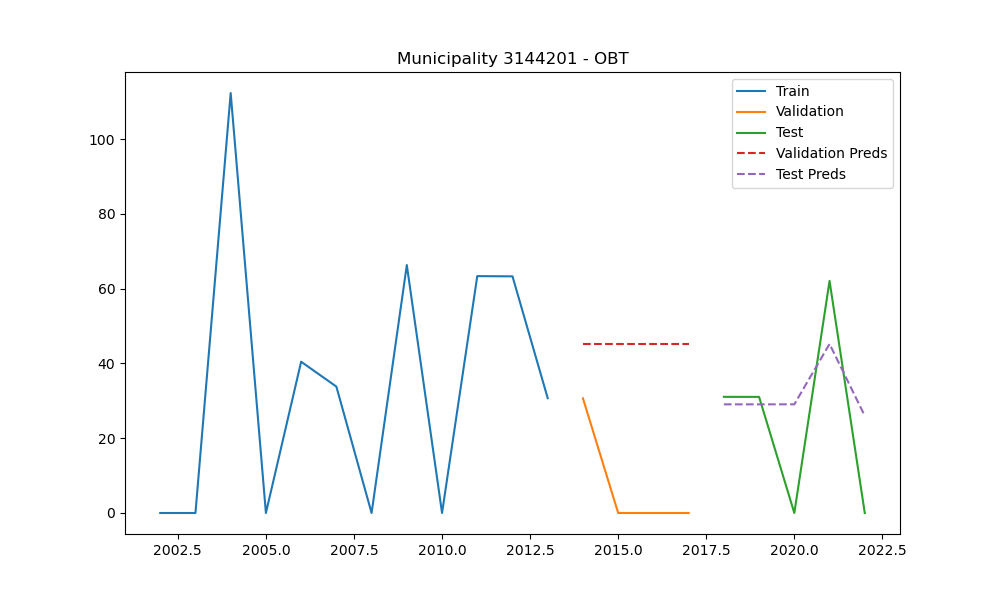 Municipality 3144201 - OBT
Train
Validation
Test
Validation Preds
Test Preds
100
80
60
40
20
0
2002.5 2005.0 2007.5 2010.0 2012.5 2015.0 2017.5 2020.0 2022.5